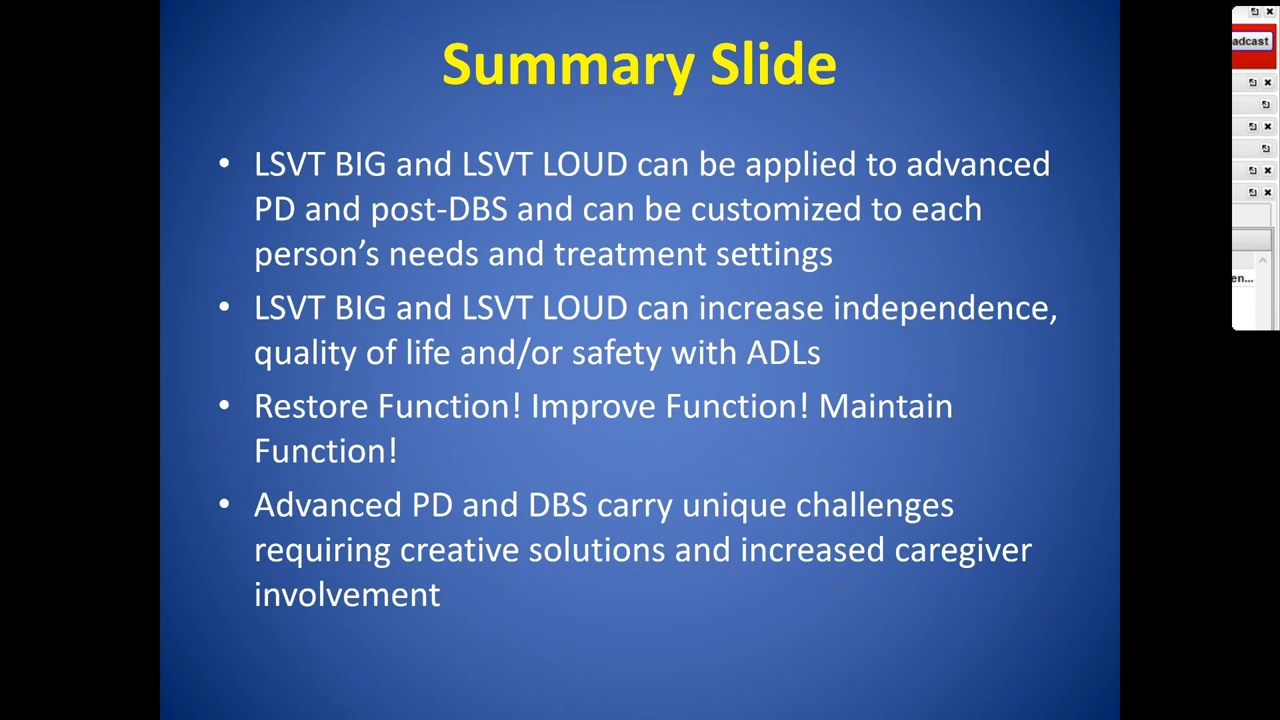 Summary Slide
• LSVT BIG and LSVT LOUD can be applied to advanced
PD and post-DBS and can be customized to each
person’s needs and treatment settings
• LSVT BIG and LSVT LOUD can increase independence,
quality of life and/or safety with ADLs
• Restore Function! Improve Function! Maintain
Function!
• Advanced PD and DBS carry unique challenges
requiring creative solutions and increased caregiver
involvement
adcast
en...